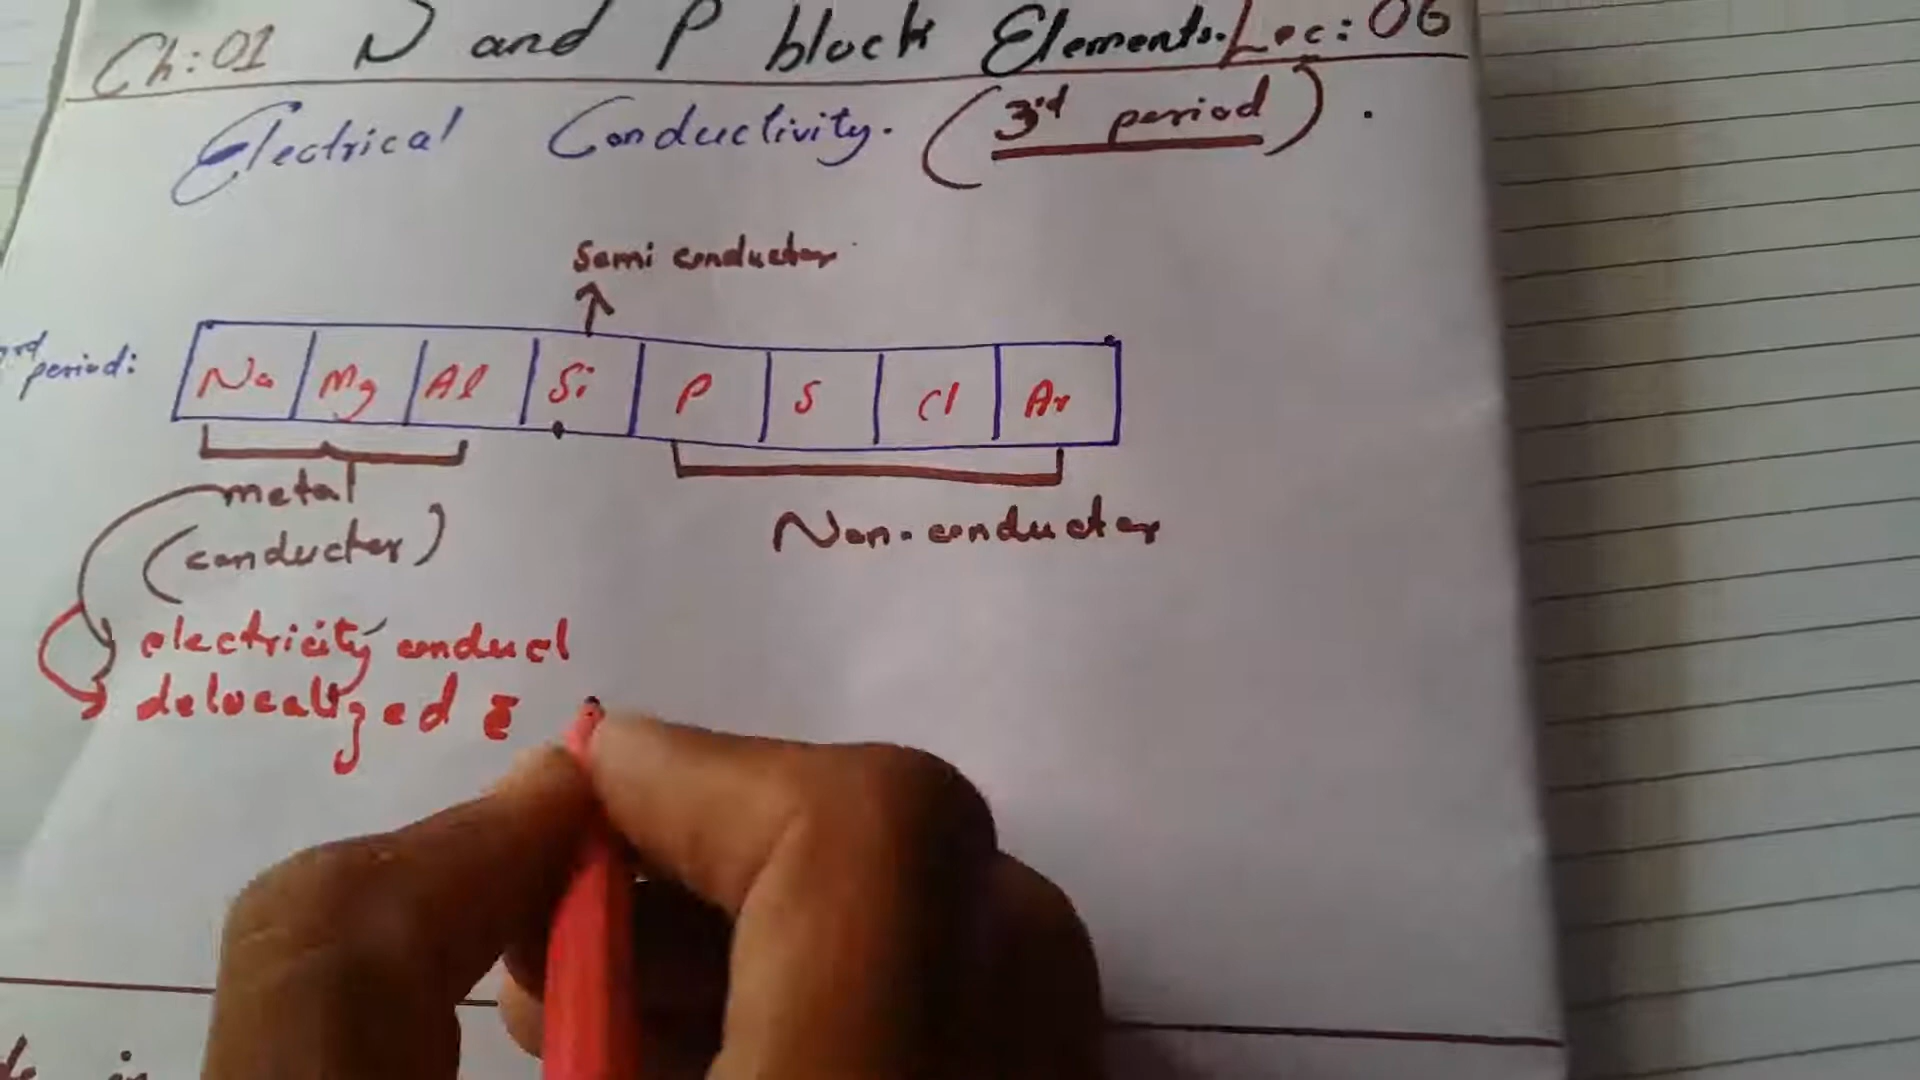 Ch:01 N and P block Elements. Lec: 06
Electrical Conductivity. (3rd period).
Semi conductor
period:
Na Mg Al Si P S Cl Ar
metal
(conductor)
Non-conductor
electricity conduct
delocalized ē
in